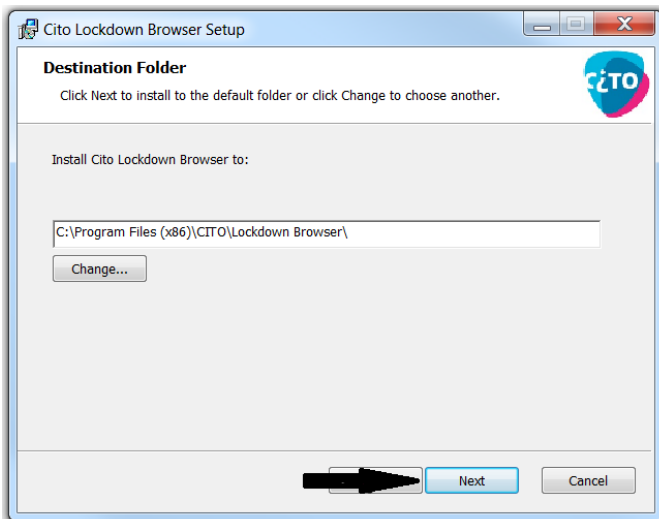 Cito Lockdown Browser Setup
Destination Folder
Click Next to install to the default folder or click Change to choose another.
CiTO
Install Cito Lockdown Browser to:
C:\Program Files (x86)\CITO\Lockdown Browser\
Change...
Next
Cancel